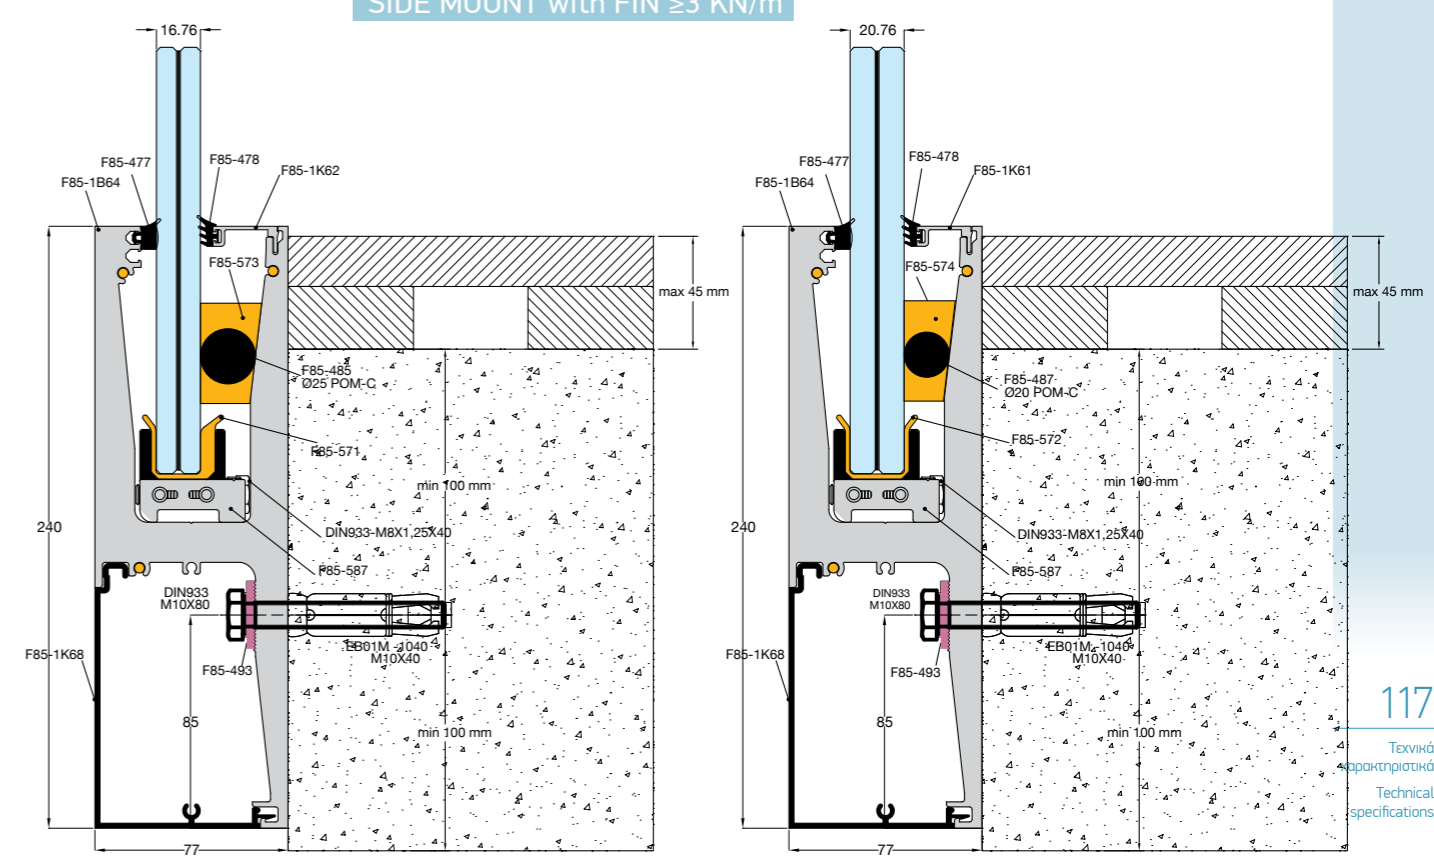 SIDE MOUNT with FIN ≥3 KN/m
16.76
F85-477
F85-478
F85-1B64
F85-1K62
F85-573
max 45 mm
F85-485
Ø25 POM-C
F85-571
min 100 mm
240
DIN933-M8X1,25X40
F85-587
DIN933
M10X80
EB01M -1040
M10X40
F85-1K68
F85-493
85
min 100 mm
77
20.76
F85-477
F85-478
F85-1B64
F85-1K61
F85-574
max 45 mm
F85-487
Ø20 POM-C
F85-572
min 100 mm
240
DIN933-M8X1,25X40
F85-587
DIN933
M10X80
EB01M -1040
M10X40
F85-1K68
F85-493
85
min 100 mm
77
117
Τεχνικά
χαρακτηριστικά
Technical
specifications